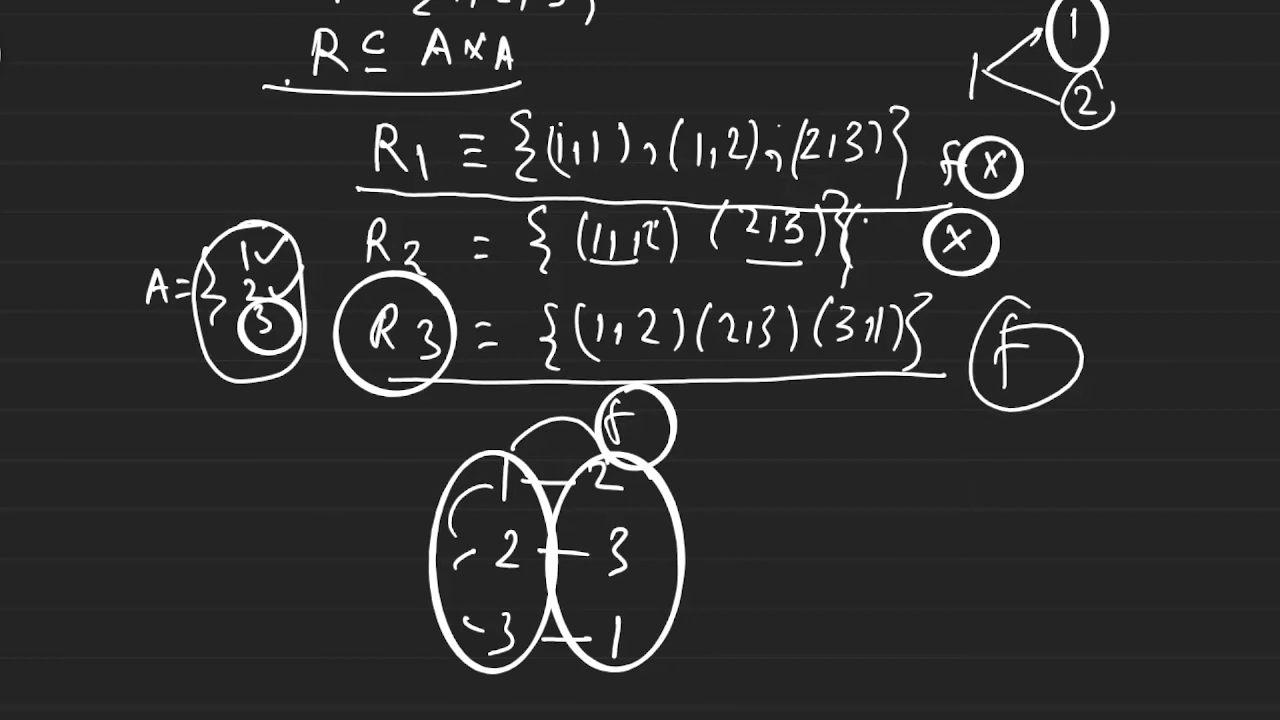 R ⊆ A×A
1 1
2
R1 ≡ {(1,1), (1,2), (2,3)} f x
R2 = {(1,2) (2,3)} x
A = { 1 ✓
2 ✓
3
R3 = {(1,2)(2,3)(3,1)} f
f
1 — 2
2 — 3
3 — 1